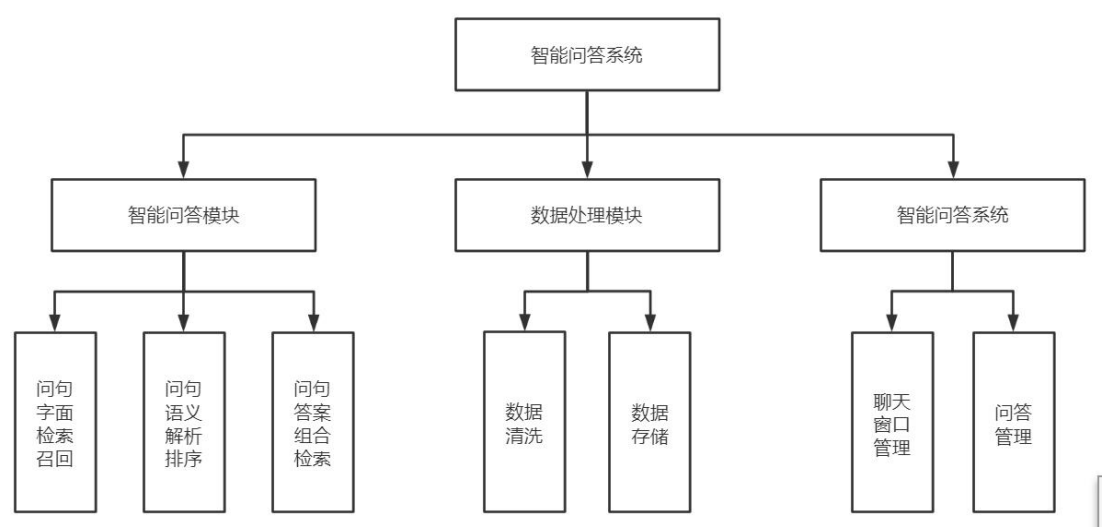 智能问答系统
智能问答模块
数据处理模块
智能问答系统
问句
字面
检索
召回
问句
语义
解析
排序
问句
答案
组合
检索
数据
清洗
数据
存储
聊天
窗口
管理
问答
管理